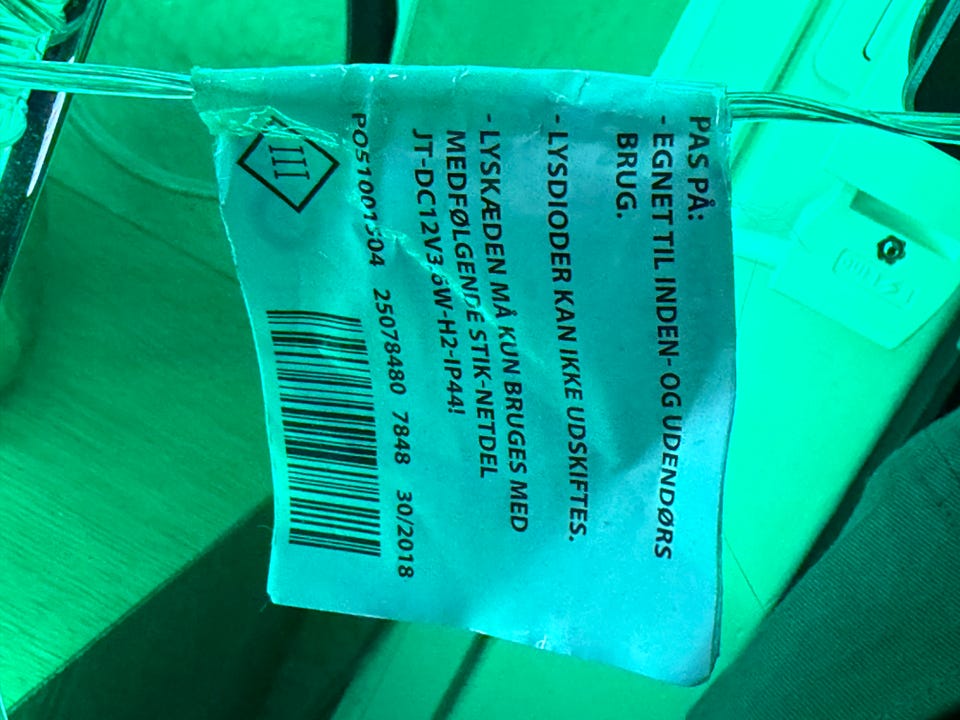 PAS PÅ:
- EGNET TIL INDEN- OG UDENDØRS
BRUG.
- LYSDIODER KAN IKKE UDSKIFTES.
- LYSKÆDEN MÅ KUN BRUGES MED
MEDFØLGENDE STIK-NETDEL
JT-DC12V3.6W-H2-IP44!
PO51001504 25078480 7848 30/2018
III